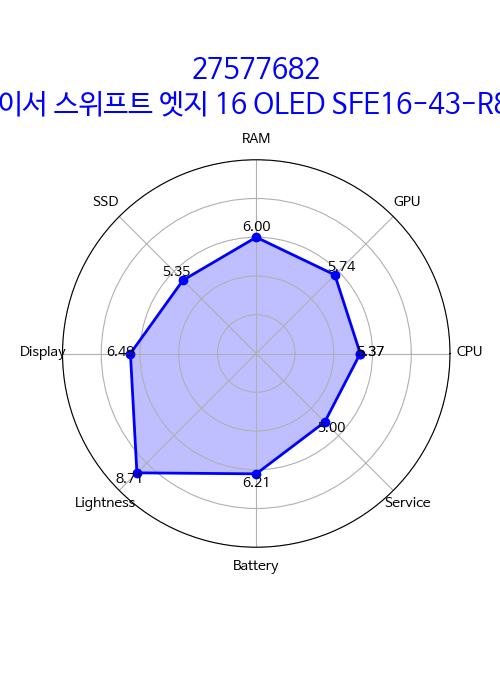 27577682
이서 스위프트 엣지 16 OLED SFE16-43-R8
RAM
SSD
GPU
6.00
5.35
5.74
Display
6.49
5.37
CPU
5.00
8.71
6.21
Lightness
Service
Battery